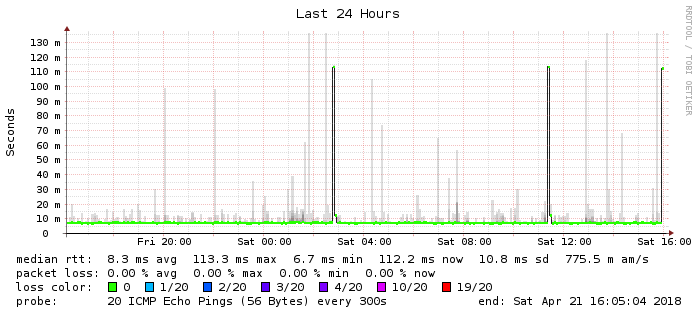 Last 24 Hours
RRDTOOL / TOBI OETIKER
Seconds
130 m
120 m
110 m
100 m
90 m
80 m
70 m
60 m
50 m
40 m
30 m
20 m
10 m
0
Fri 20:00 Sat 00:00 Sat 04:00 Sat 08:00 Sat 12:00 Sat 16:00
median rtt: 8.3 ms avg 113.3 ms max 6.7 ms min 112.2 ms now 10.8 ms sd 775.5 m am/s
packet loss: 0.00 % avg 0.00 % max 0.00 % min 0.00 % now
loss color: 0 1/20 2/20 3/20 4/20 10/20 19/20
probe: 20 ICMP Echo Pings (56 Bytes) every 300s end: Sat Apr 21 16:05:04 2018